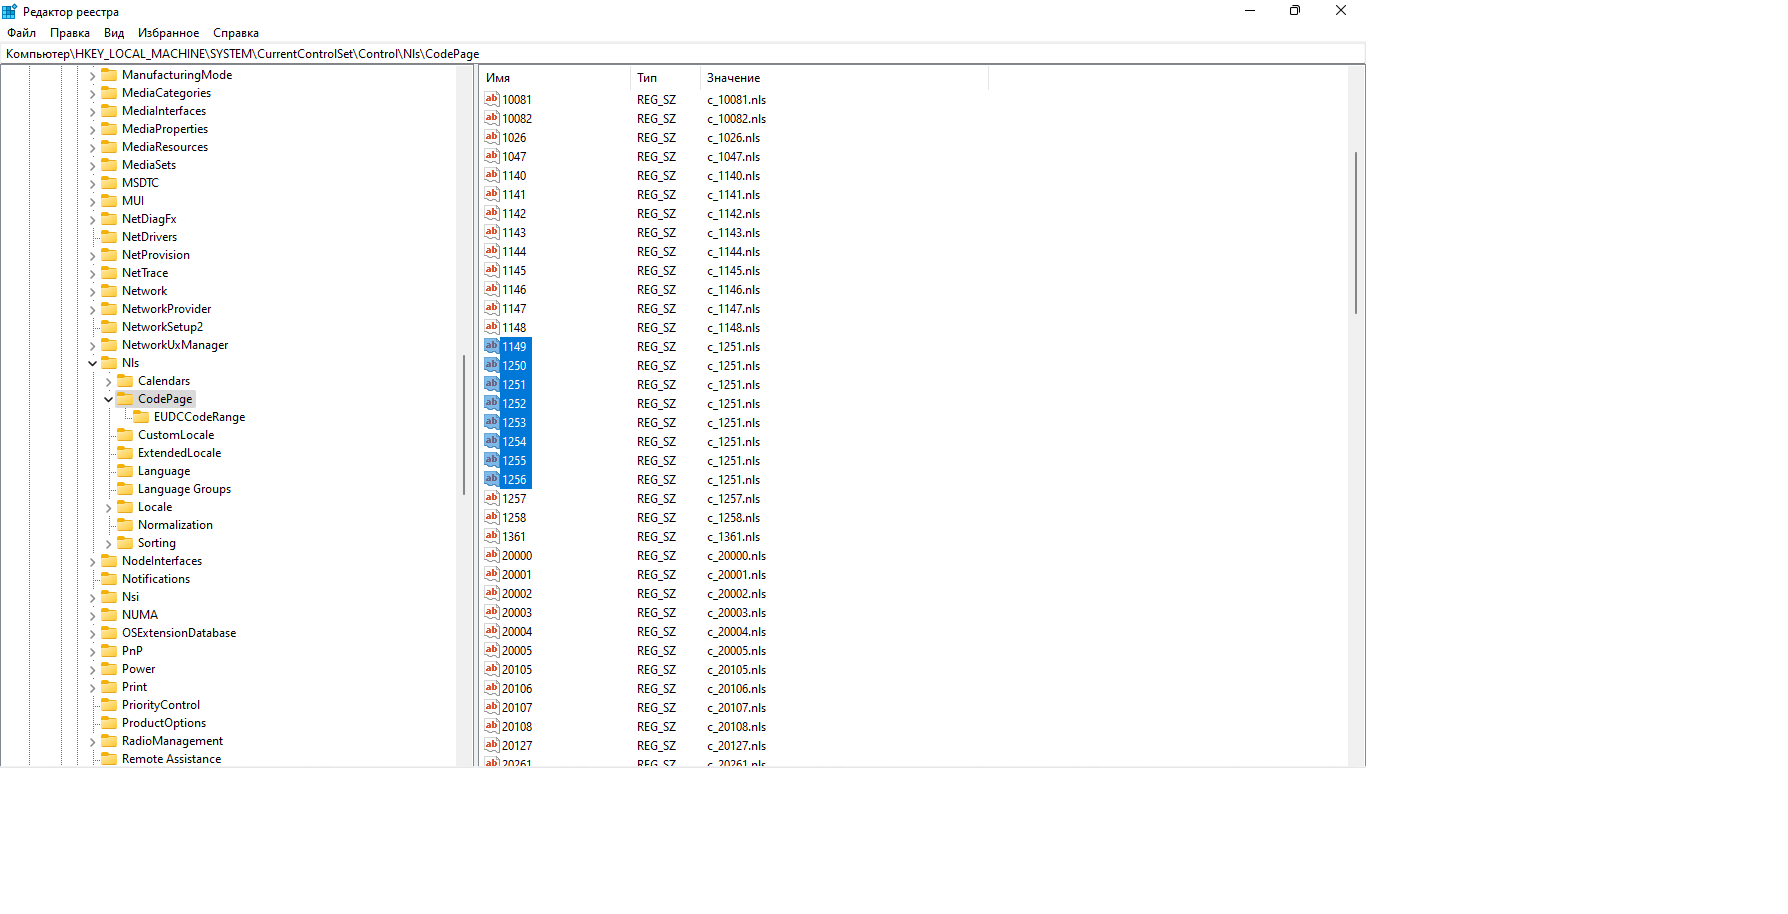 Редактор реестра
Файл Правка Вид Избранное Справка
Компьютер\HKEY_LOCAL_MACHINE\SYSTEM\CurrentControlSet\Control\Nls\CodePage
ManufacturingMode
MediaCategories
MediaInterfaces
MediaProperties
MediaResources
MediaSets
MSDTC
MUI
NetDiagFx
NetDrivers
NetProvision
NetTrace
Network
NetworkProvider
NetworkSetup2
NetworkUxManager
Nls
Calendars
CodePage
EUDCCodeRange
CustomLocale
ExtendedLocale
Language
Language Groups
Locale
Normalization
Sorting
NodeInterfaces
Notifications
Nsi
NUMA
OSExtensionDatabase
PnP
Power
Print
PriorityControl
ProductOptions
RadioManagement
Remote Assistance
Имя Тип Значение
10081 REG_SZ c_10081.nls
10082 REG_SZ c_10082.nls
1026 REG_SZ c_1026.nls
1047 REG_SZ c_1047.nls
1140 REG_SZ c_1140.nls
1141 REG_SZ c_1141.nls
1142 REG_SZ c_1142.nls
1143 REG_SZ c_1143.nls
1144 REG_SZ c_1144.nls
1145 REG_SZ c_1145.nls
1146 REG_SZ c_1146.nls
1147 REG_SZ c_1147.nls
1148 REG_SZ c_1148.nls
1149 REG_SZ c_1251.nls
1250 REG_SZ c_1251.nls
1251 REG_SZ c_1251.nls
1252 REG_SZ c_1251.nls
1253 REG_SZ c_1251.nls
1254 REG_SZ c_1251.nls
1255 REG_SZ c_1251.nls
1256 REG_SZ c_1251.nls
1257 REG_SZ c_1257.nls
1258 REG_SZ c_1258.nls
1361 REG_SZ c_1361.nls
20000 REG_SZ c_20000.nls
20001 REG_SZ c_20001.nls
20002 REG_SZ c_20002.nls
20003 REG_SZ c_20003.nls
20004 REG_SZ c_20004.nls
20005 REG_SZ c_20005.nls
20105 REG_SZ c_20105.nls
20106 REG_SZ c_20106.nls
20107 REG_SZ c_20107.nls
20108 REG_SZ c_20108.nls
20127 REG_SZ c_20127.nls
20261 REG_SZ c_20261.nls